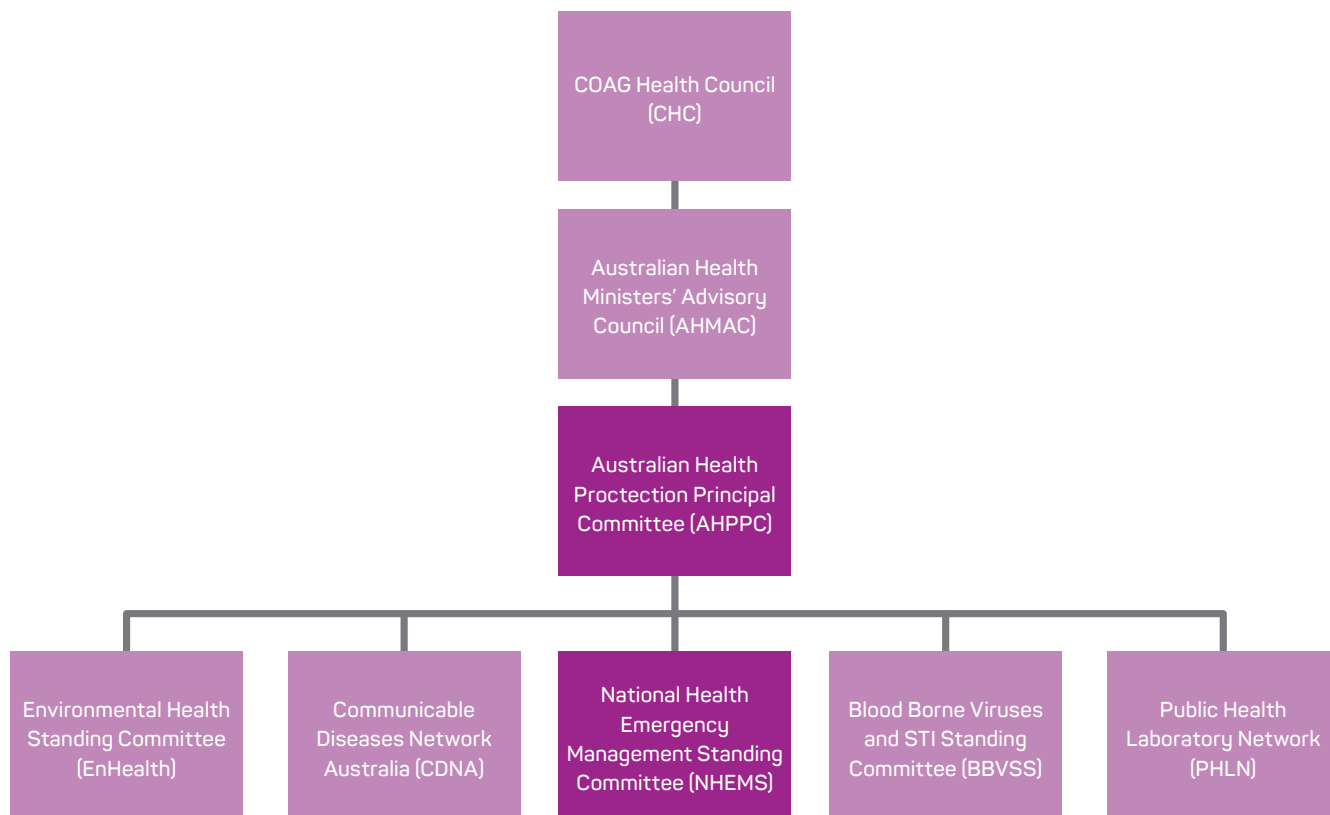 COAG Health Council
(CHC)
Australian Health
Ministers’ Advisory
Council (AHMAC)
Australian Health
Proctection Principal
Committee (AHPPC)
Environmental Health
Standing Committee
(EnHealth)
Communicable
Diseases Network
Australia (CDNA)
National Health
Emergency
Management Standing
Committee (NHEMS)
Blood Borne Viruses
and STI Standing
Committee (BBVSS)
Public Health
Laboratory Network
(PHLN)